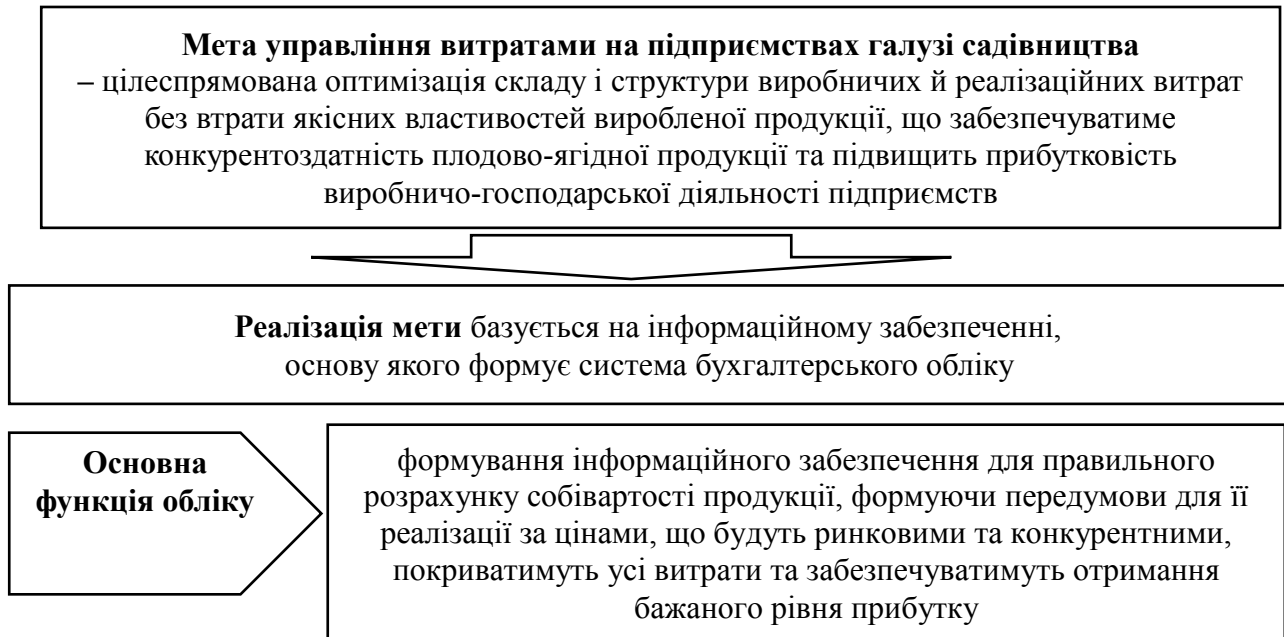 Мета управління витратами на підприємствах галузі садівництва
– цілеспрямована оптимізація складу і структури виробничих й реалізаційних витрат
без втрати якісних властивостей виробленої продукції, що забезпечуватиме
конкурентоздатність плодово-ягідної продукції та підвищить прибутковість
виробничо-господарської діяльності підприємств
Реалізація мети базується на інформаційному забезпеченні,
основу якого формує система бухгалтерського обліку
Основна
функція обліку
формування інформаційного забезпечення для правильного
розрахунку собівартості продукції, формуючи передумови для її
реалізації за цінами, що будуть ринковими та конкурентними,
покриватимуть усі витрати та забезпечуватимуть отримання
бажаного рівня прибутку